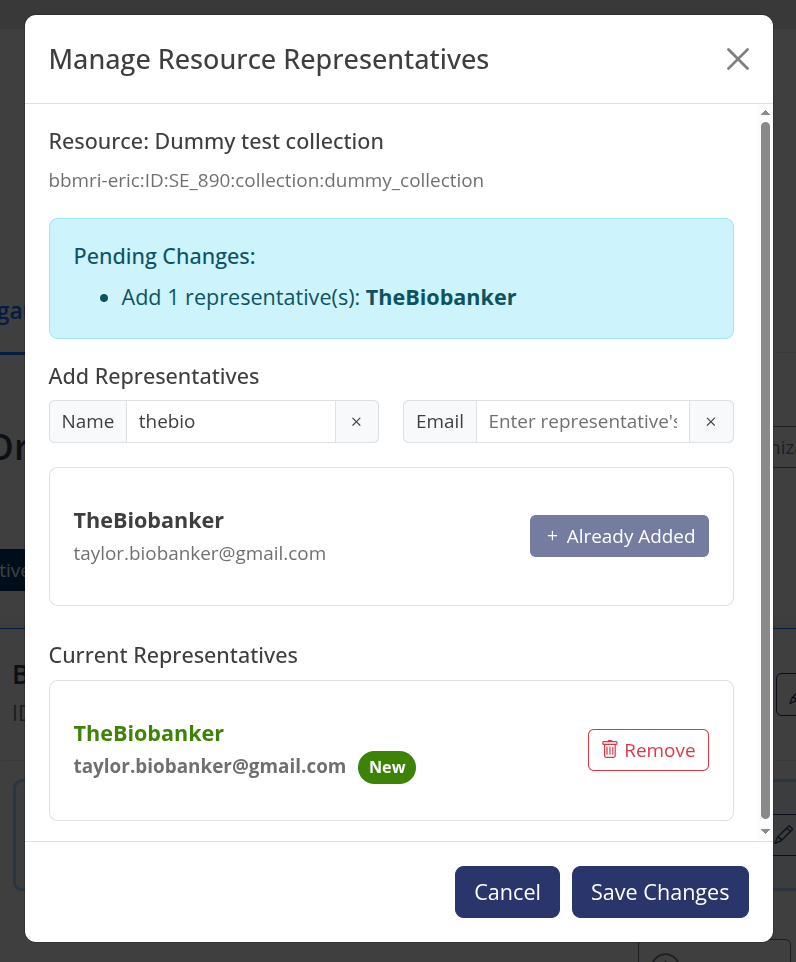 Manage Resource Representatives
Resource: Dummy test collection
bbmri-eric:ID:SE_890:collection:dummy_collection
Pending Changes:
• Add 1 representative(s): TheBiobanker
Add Representatives
Name thebio × Email Enter representative's ×
TheBiobanker
taylor.biobanker@gmail.com
+ Already Added
Current Representatives
TheBiobanker
taylor.biobanker@gmail.com New
Remove
Cancel Save Changes